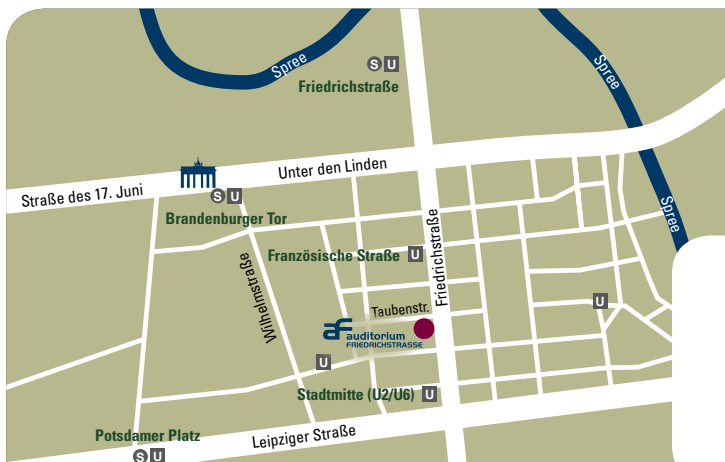 Spree
Spree
S U
Friedrichstraße
Unter den Linden
Straße des 17. Juni
S U
Brandenburger Tor
Spree
Friedrichstraße
Französische Straße U
Wilhelmstraße
Taubenstr.
U
af auditorium
FRIEDRICHSTRASSE
U
Stadtmitte (U2/U6) U
Potsdamer Platz
Leipziger Straße
S U